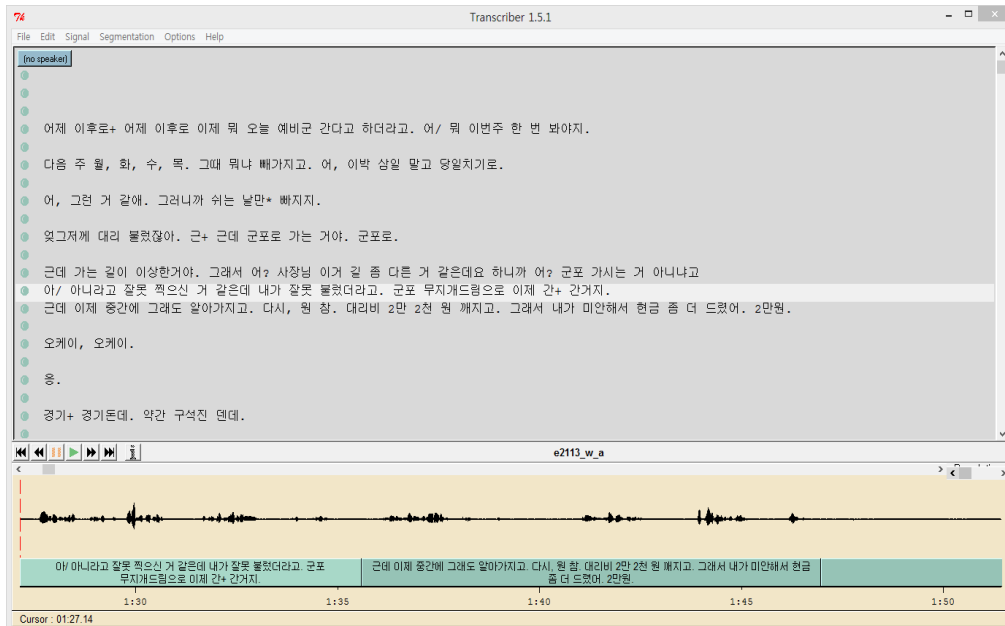 Transcriber 1.5.1
File Edit Signal Segmentation Options Help
(no speaker)
어제 이후로+ 어제 이후로 이제 뭐 오늘 예비군 간다고 하더라고. 어/ 뭐 이번주 한 번 봐야지.
다음 주 월, 화, 수, 목. 그때 뭐냐 빼가지고. 어, 이박 삼일 말고 당일치기로.
어, 그런 거 같애. 그러니까 쉬는 날만* 빠지지.
엊그저께 대리 불렀잖아. 근+ 근데 군포로 가는 거야. 군포로.
근데 가는 길이 이상한거야. 그래서 어? 사장님 이거 길 좀 다른 거 같은데요 하니까 어? 군포 가시는 거 아니냐고
아/ 아니라고 잘못 찍으신 거 같은데 내가 잘못 불렀더라고. 군포 무지개드림으로 이제 간+ 간거지.
근데 이제 중간에 그래도 알아가지고. 다시, 원 참. 대리비 2만 2천 원 깨지고. 그래서 내가 미안해서 현금 좀 더 드렸어. 2만원.
오케이, 오케이.
응.
경기+ 경기돈데. 약간 구석진 덴데.
e2113_w_a
아/ 아니라고 잘못 찍으신 거 같은데 내가 잘못 불렀더라고. 군포
무지개드림으로 이제 간+ 간거지.
근데 이제 중간에 그래도 알아가지고. 다시, 원 참. 대리비 2만 2천 원 깨지고. 그래서 내가 미안해서 현금
좀 더 드렸어. 2만원.
1:30 1:35 1:40 1:45 1:50
Cursor : 01:27.14